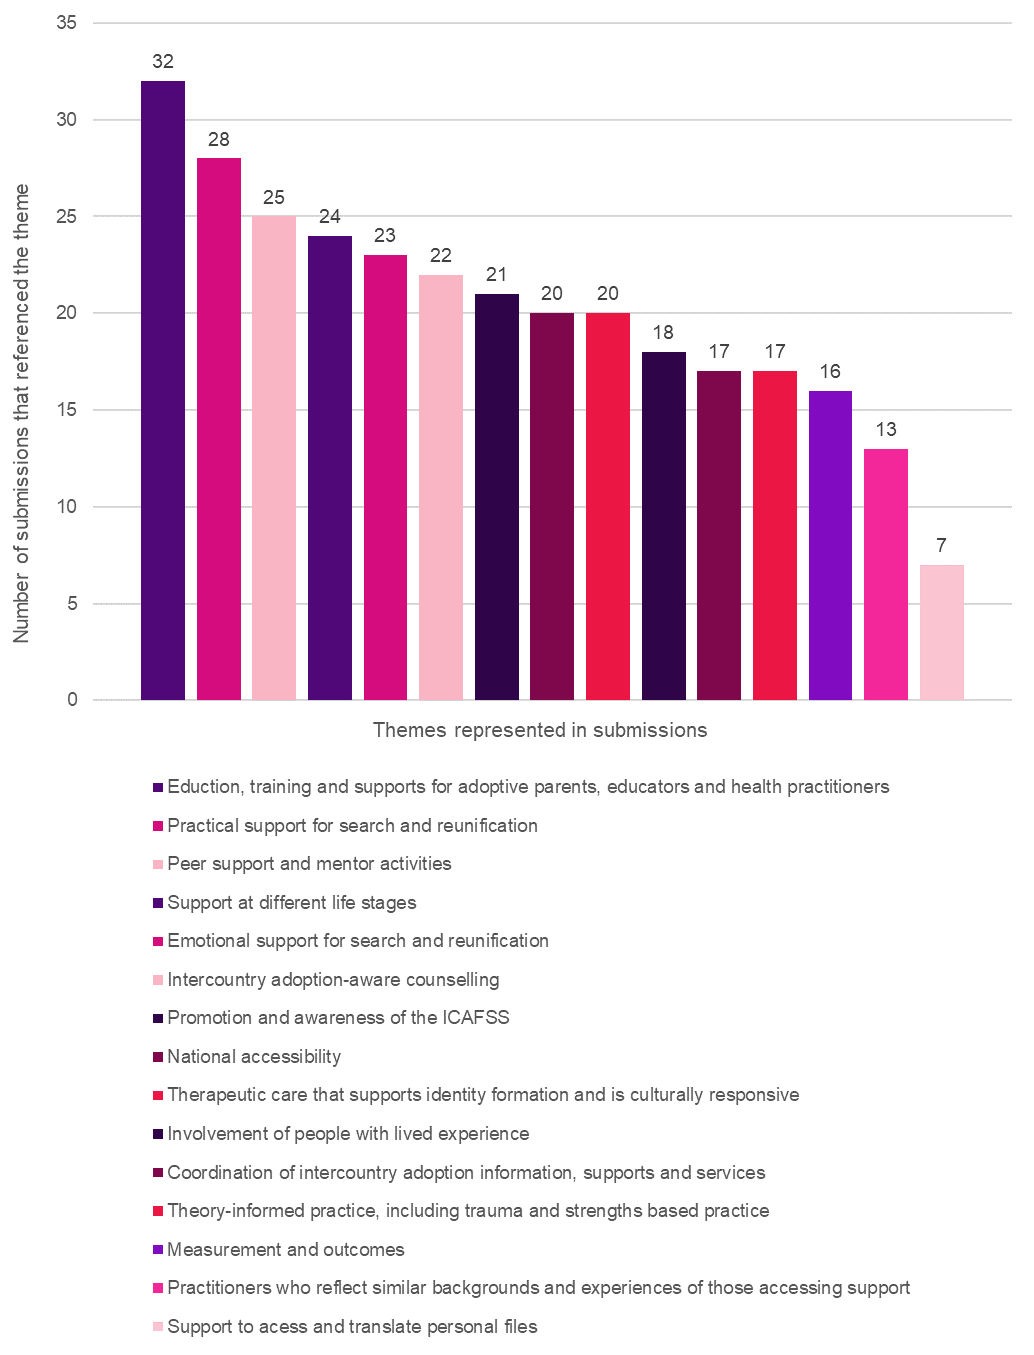 35
32
30
28
25
25
24
23
22
21
20
20
20
18
17
17
16
15
13
10
7
5
0
Number of submissions that referenced the theme
Themes represented in submissions
Eduction, training and supports for adoptive parents, educators and health practitioners
Practical support for search and reunification
Peer support and mentor activities
Support at different life stages
Emotional support for search and reunification
Intercountry adoption-aware counselling
Promotion and awareness of the ICAFSS
National accessibility
Therapeutic care that supports identity formation and is culturally responsive
Involvement of people with lived experience
Coordination of intercountry adoption information, supports and services
Theory-informed practice, including trauma and strengths based practice
Measurement and outcomes
Practitioners who reflect similar backgrounds and experiences of those accessing support
Support to acess and translate personal files